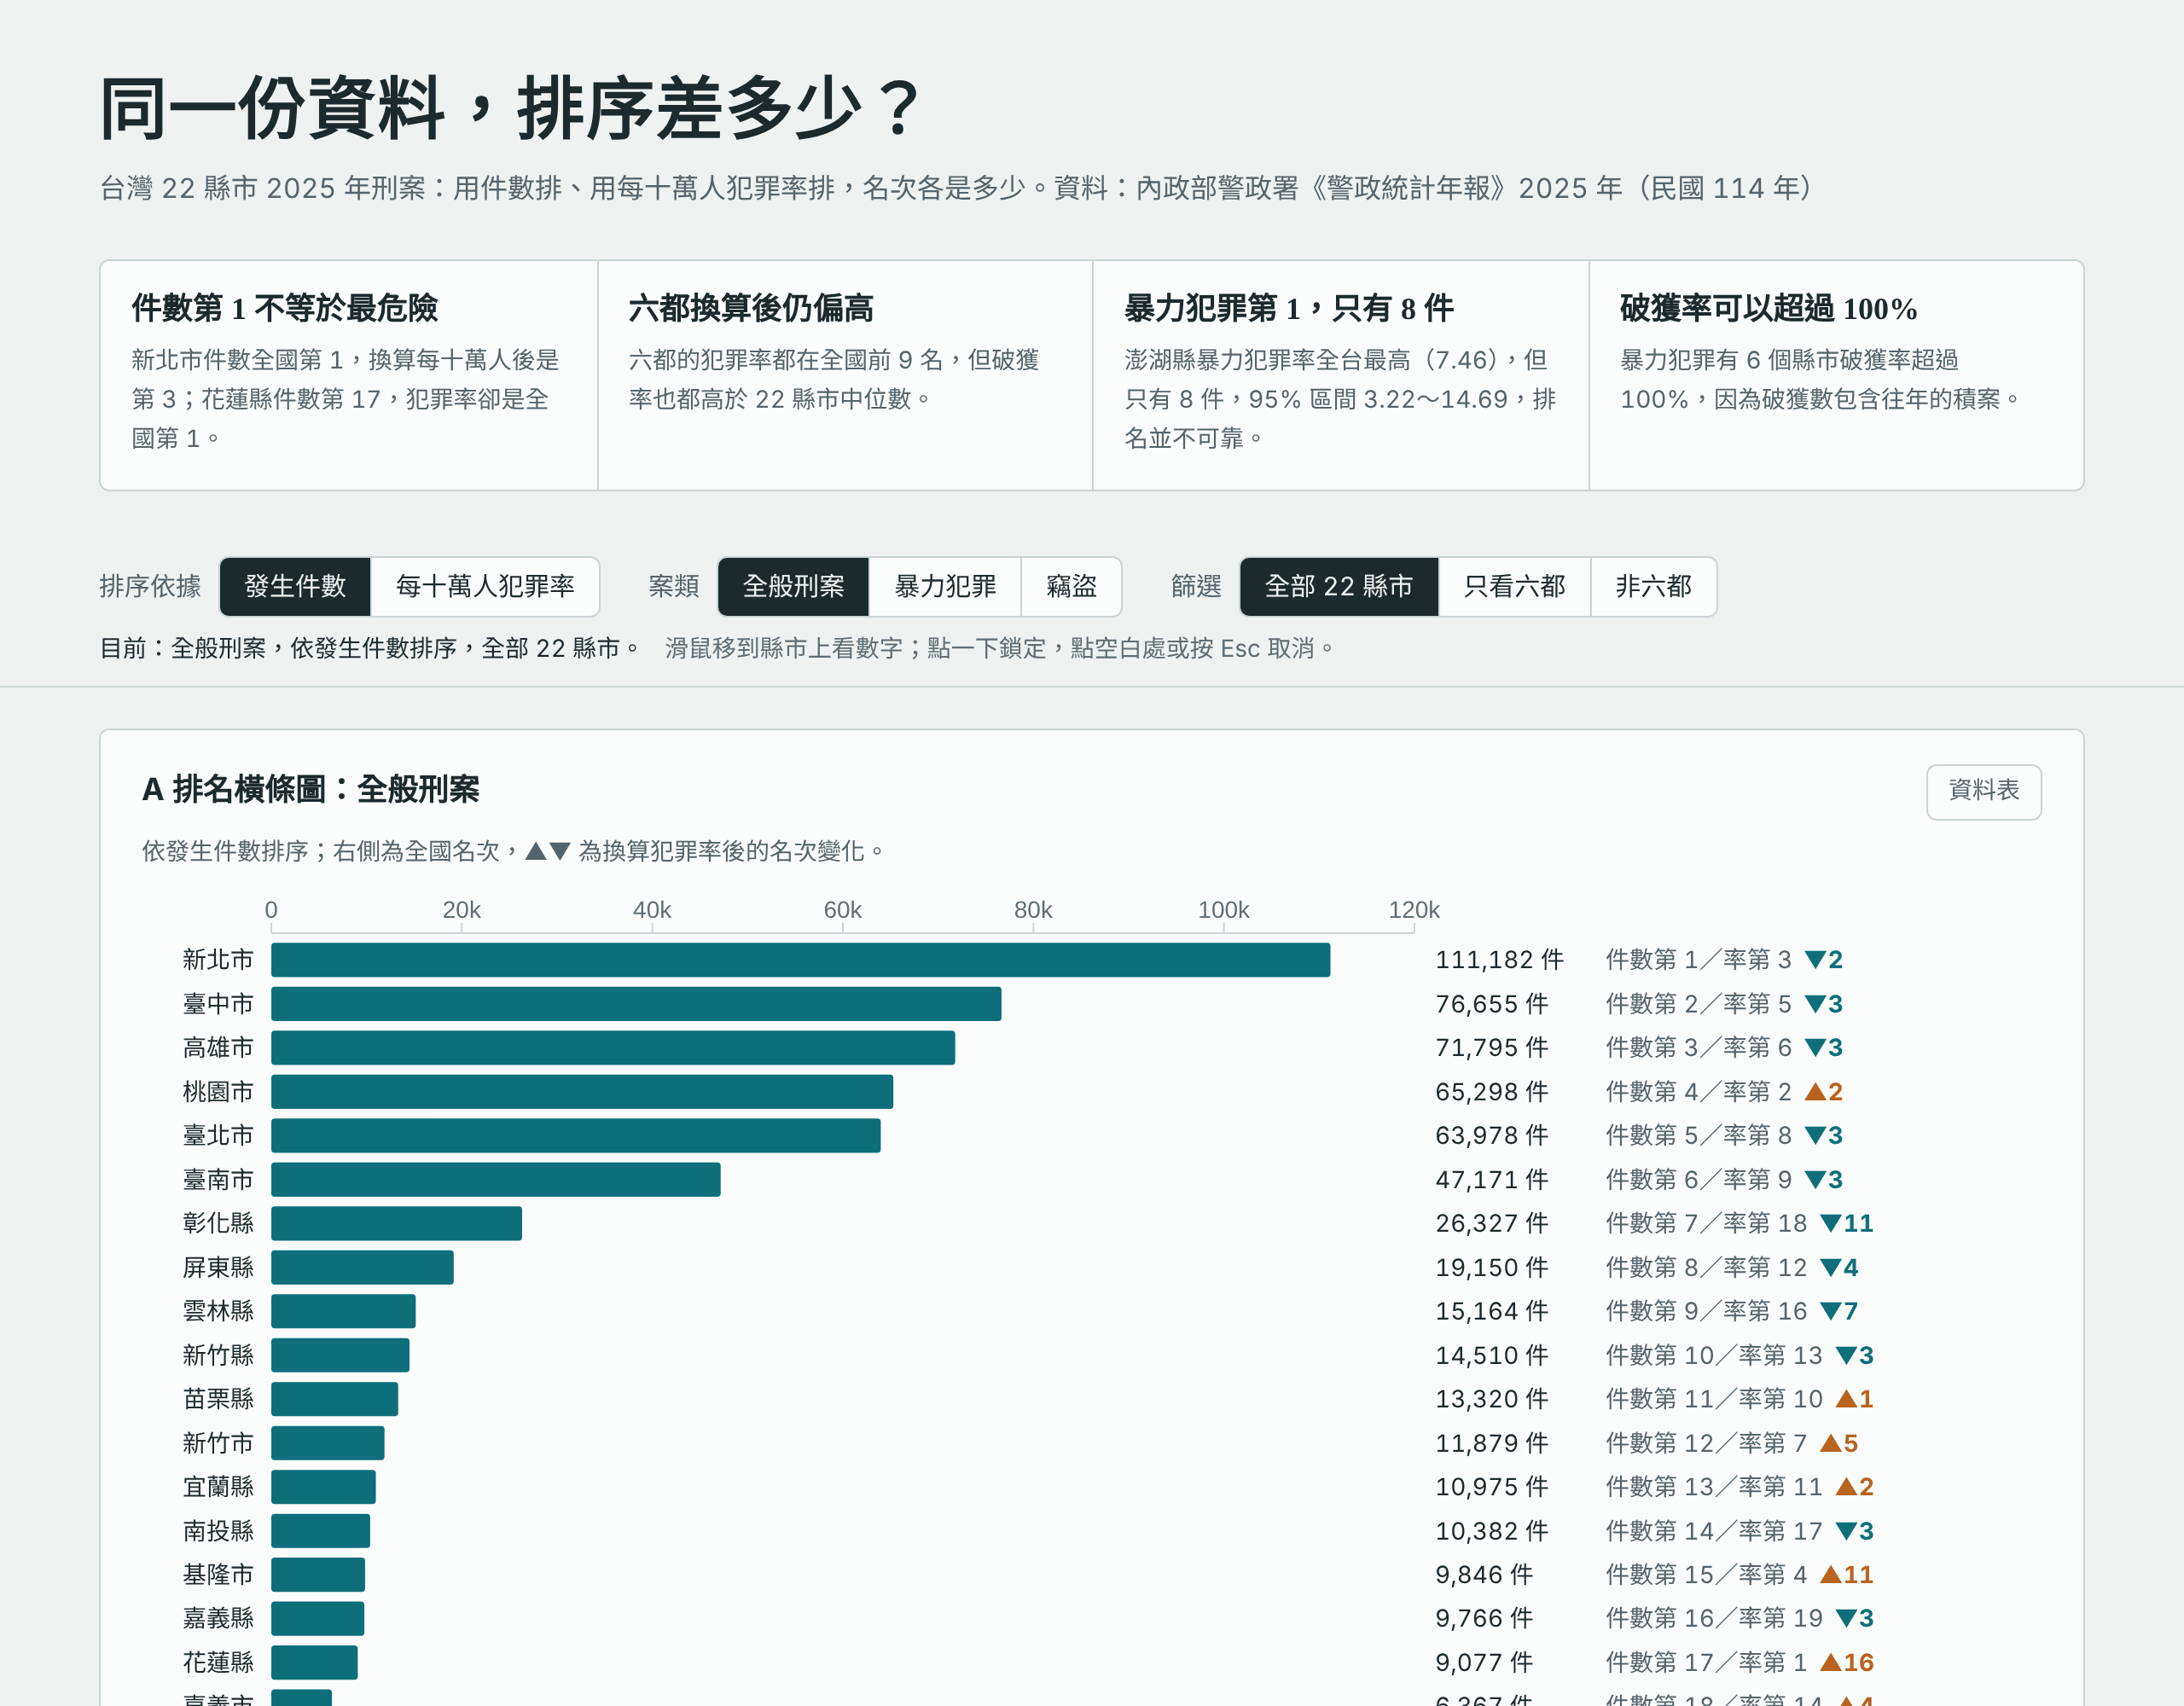 同一份資料，排序差多少？
台灣 22 縣市 2025 年刑案：用件數排、用每十萬人犯罪率排，名次各是多少。資料：內政部警政署《警政統計年報》2025 年（民國 114 年）
件數第 1 不等於最危險
新北市件數全國第 1，換算每十萬人後是
第 3；花蓮縣件數第 17，犯罪率卻是全
國第 1。
六都換算後仍偏高
六都的犯罪率都在全國前 9 名，但破獲
率也都高於 22 縣市中位數。
暴力犯罪第 1，只有 8 件
澎湖縣暴力犯罪率全台最高（7.46），但
只有 8 件，95% 區間 3.22～14.69，排
名並不可靠。
破獲率可以超過 100%
暴力犯罪有 6 個縣市破獲率超過
100%，因為破獲數包含往年的積案。
排序依據 發生件數 每十萬人犯罪率 案類 全般刑案 暴力犯罪 竊盜 篩選 全部 22 縣市 只看六都 非六都
目前：全般刑案，依發生件數排序，全部 22 縣市。 滑鼠移到縣市上看數字；點一下鎖定，點空白處或按 Esc 取消。
A 排名橫條圖：全般刑案 資料表
依發生件數排序；右側為全國名次，▲▼ 為換算犯罪率後的名次變化。
0 20k 40k 60k 80k 100k 120k
新北市 111,182 件 件數第 1／率第 3 ▼2
臺中市 76,655 件 件數第 2／率第 5 ▼3
高雄市 71,795 件 件數第 3／率第 6 ▼3
桃園市 65,298 件 件數第 4／率第 2 ▲2
臺北市 63,978 件 件數第 5／率第 8 ▼3
臺南市 47,171 件 件數第 6／率第 9 ▼3
彰化縣 26,327 件 件數第 7／率第 18 ▼11
屏東縣 19,150 件 件數第 8／率第 12 ▼4
雲林縣 15,164 件 件數第 9／率第 16 ▼7
新竹縣 14,510 件 件數第 10／率第 13 ▼3
苗栗縣 13,320 件 件數第 11／率第 10 ▲1
新竹市 11,879 件 件數第 12／率第 7 ▲5
宜蘭縣 10,975 件 件數第 13／率第 11 ▲2
南投縣 10,382 件 件數第 14／率第 17 ▼3
基隆市 9,846 件 件數第 15／率第 4 ▲11
嘉義縣 9,766 件 件數第 16／率第 19 ▼3
花蓮縣 9,077 件 件數第 17／率第 1 ▲16
嘉義市 6,367 件 件數第 18／率第 14 ▲4